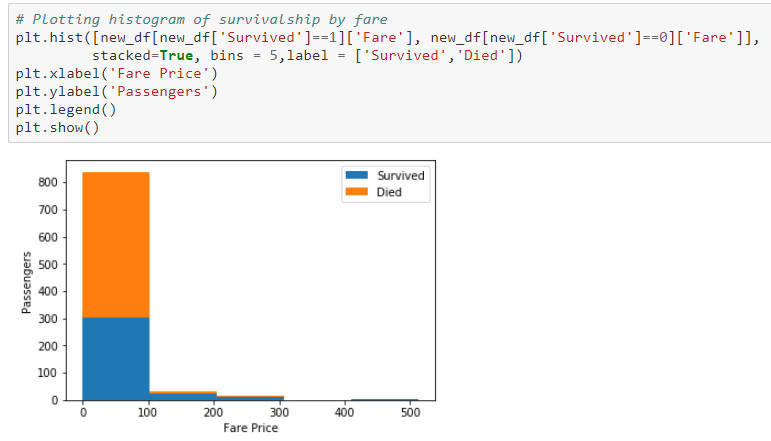 # Plotting histogram of survivalship by fare
plt.hist([new_df[new_df['Survived']==1]['Fare'], new_df[new_df['Survived']==0]['Fare']],
stacked=True, bins = 5,label = ['Survived','Died'])
plt.xlabel('Fare Price')
plt.ylabel('Passengers')
plt.legend()
plt.show()
Survived
Died
800
700
600
500
400
300
200
100
0
Passengers
0 100 200 300 400 500
Fare Price